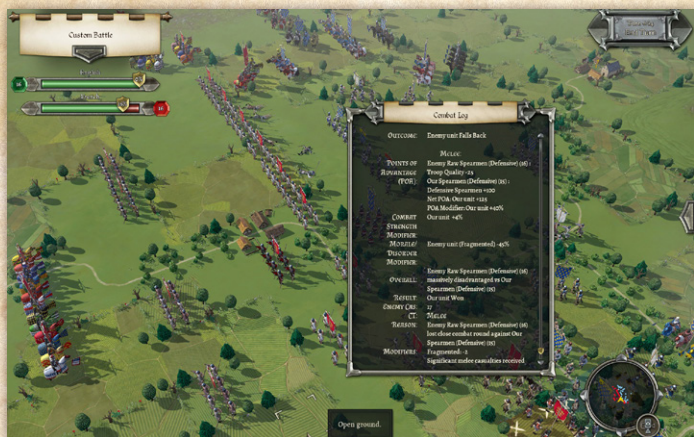 Custom Battle
Combat Log
Outcome: Enemy unit Falls Back
Melee:
Points of Enemy Raw Spearmen (Defensive) (16) :
Advantage Troop Quality -25
(POA): Our Spearmen (Defensive) (15) :
Defensive Spearmen +100
Net POA: Our unit +125
POA Modifier: Our unit +40%
Combat Our unit +4%
Strength
Modifier:
Morale/ Enemy unit (Fragmented) -45%
Disorder
Modifier:
Enemy Raw Spearmen (Defensive) (16)
Overall: massively disadvantaged vs Our
Spearmen (Defensive) (15)
Result: Our unit Won
Enemy Cas: 17
CT: Melee
Reason: Enemy Raw Spearmen (Defensive) (16)
lost close combat round against Our
Spearmen (Defensive) (15)
Modifiers: Fragmented: -2
Significant melee casualties received
Open ground.